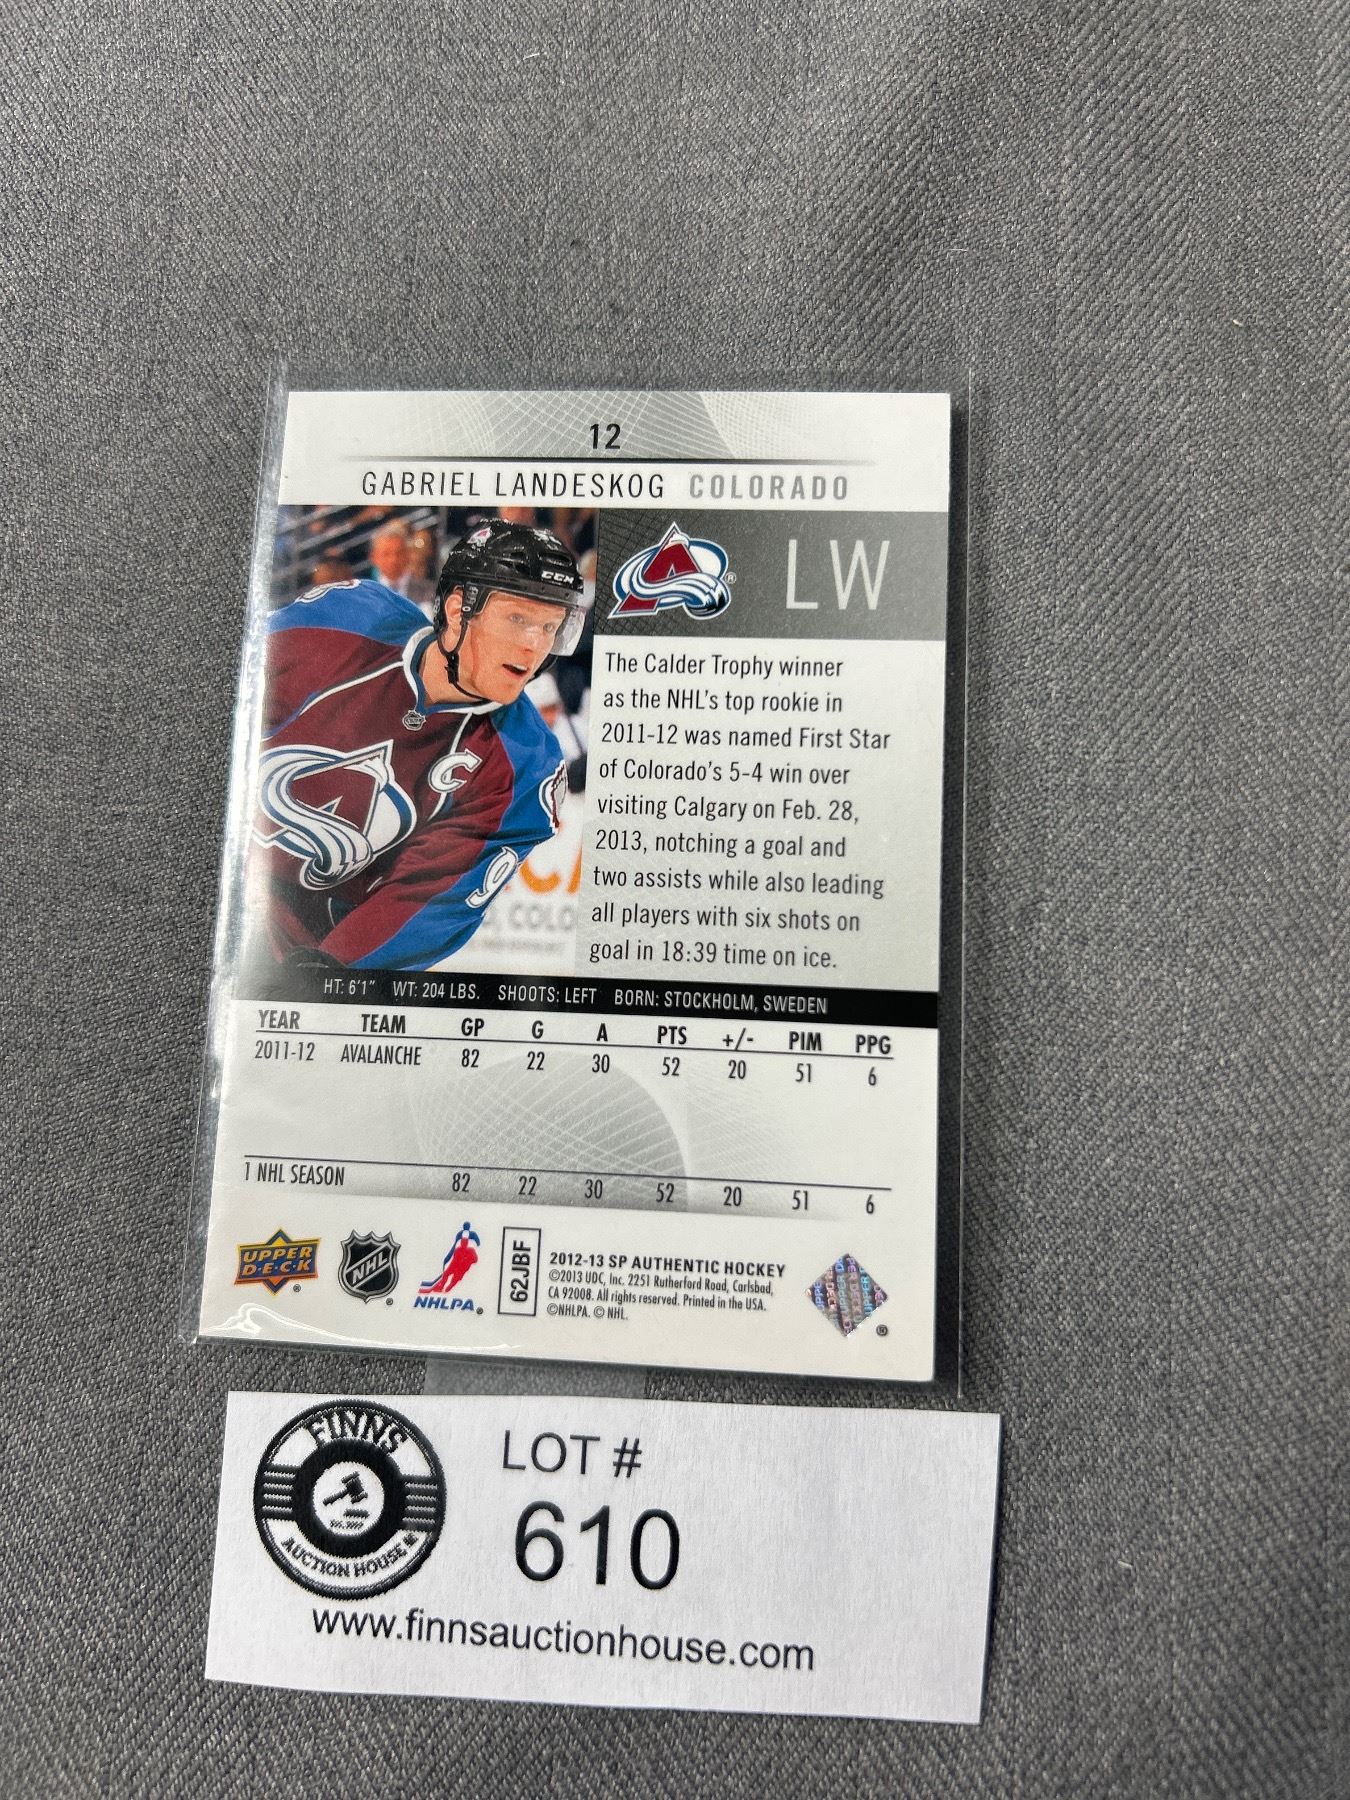 12
GABRIEL LANDESKOG COLORADO
CCM
LW
The Calder Trophy winner
as the NHL's top rookie in
2011-12 was named First Star
of Colorado's 5-4 win over
visiting Calgary on Feb. 28,
2013, notching a goal and
two assists while also leading
all players with six shots on
goal in 18:39 time on ice.
C
9
HT: 6'1" WT: 204 LBS. SHOOTS: LEFT BORN: STOCKHOLM, SWEDEN
YEAR TEAM GP G A PTS +/- PIM PPG
2011-12 AVALANCHE 82 22 30 52 20 51 6
1 NHL SEASON 82 22 30 52 20 51 6
UPPER DECK
NHL
NHLPA
62JBF
2012-13 SP AUTHENTIC HOCKEY
©2013 UDC, Inc. 2251 Rutherford Road, Carlsbad,
CA 92008. All rights reserved. Printed in the USA.
©NHLPA. © NHL.
FINNS
AUCTION HOUSE
LOT #
610
www.finnsauctionhouse.com